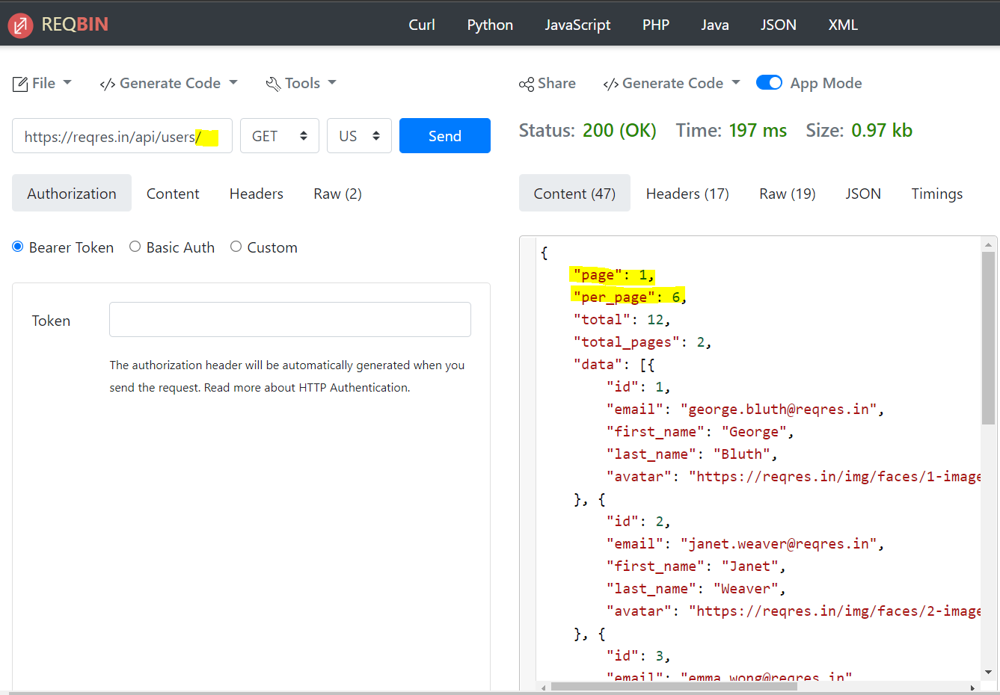 REQBIN
Curl Python JavaScript PHP Java JSON XML
File Generate Code Tools
https://reqres.in/api/users/ GET US Send
Authorization Content Headers Raw (2)
Bearer Token Basic Auth Custom
Token
The authorization header will be automatically generated when you
send the request. Read more about HTTP Authentication.
Share Generate Code App Mode
Status: 200 (OK) Time: 197 ms Size: 0.97 kb
Content (47) Headers (17) Raw (19) JSON Timings
{
"page": 1,
"per_page": 6,
"total": 12,
"total_pages": 2,
"data": [{
"id": 1,
"email": "george.bluth@reqres.in",
"first_name": "George",
"last_name": "Bluth",
"avatar": "https://reqres.in/img/faces/1-image
}, {
"id": 2,
"email": "janet.weaver@reqres.in",
"first_name": "Janet",
"last_name": "Weaver",
"avatar": "https://reqres.in/img/faces/2-image
}, {
"id": 3,
"email": "emma.wong@reqres.in"